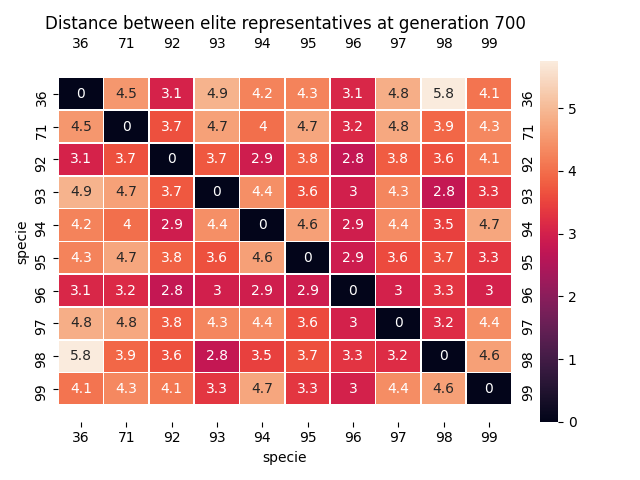 Distance between elite representatives at generation 700
36 71 92 93 94 95 96 97 98 99
36 0 4.5 3.1 4.9 4.2 4.3 3.1 4.8 5.8 4.1 36
71 4.5 0 3.7 4.7 4 4.7 3.2 4.8 3.9 4.3 71
92 3.1 3.7 0 3.7 2.9 3.8 2.8 3.8 3.6 4.1 92
93 4.9 4.7 3.7 0 4.4 3.6 3 4.3 2.8 3.3 93
94 4.2 4 2.9 4.4 0 4.6 2.9 4.4 3.5 4.7 94
95 4.3 4.7 3.8 3.6 4.6 0 2.9 3.6 3.7 3.3 95
96 3.1 3.2 2.8 3 2.9 2.9 0 3 3.3 3 96
97 4.8 4.8 3.8 4.3 4.4 3.6 3 0 3.2 4.4 97
98 5.8 3.9 3.6 2.8 3.5 3.7 3.3 3.2 0 4.6 98
99 4.1 4.3 4.1 3.3 4.7 3.3 3 4.4 4.6 0 99
36 71 92 93 94 95 96 97 98 99
specie
specie
5
4
3
2
1
0